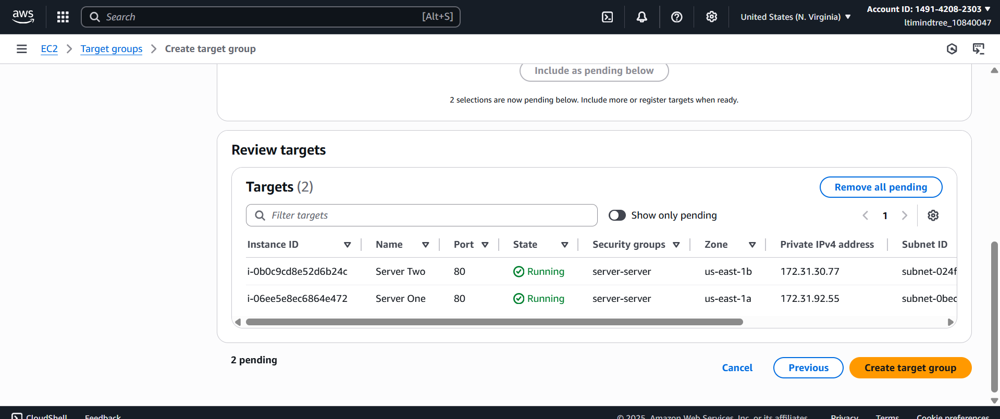 aws
Search [Alt+S]
United States (N. Virginia)
Account ID: 1491-4208-2303
ltimindtree_10840047
EC2 Target groups Create target group
Include as pending below
2 selections are now pending below. Include more or register targets when ready.
Review targets
Targets (2)
Remove all pending
Filter targets
Show only pending
1
Instance ID Name Port State Security groups Zone Private IPv4 address Subnet ID
i-0b0c9cd8e52d6b24c Server Two 80 Running server-server us-east-1b 172.31.30.77 subnet-024f
i-06ee5e8ec6864e472 Server One 80 Running server-server us-east-1a 172.31.92.55 subnet-0bec
2 pending
Cancel Previous Create target group
CloudShell Feedback © 2025, Amazon Web Services, Inc. or its affiliates. Privacy Terms Cookie preferences